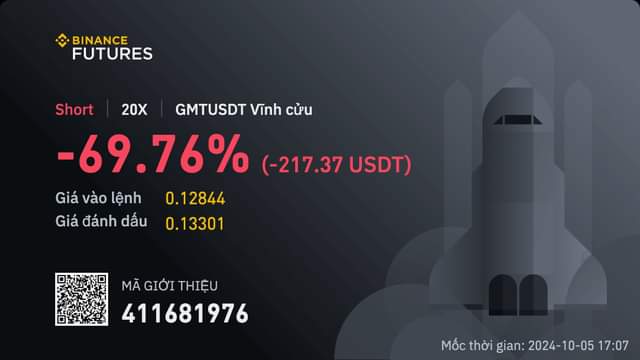 BINANCE
FUTURES
Short | 20X | GMTUSDT Vĩnh cửu
-69.76% (-217.37 USDT)
Giá vào lệnh 0.12844
Giá đánh dấu 0.13301
MÃ GIỚI THIỆU
411681976
Mốc thời gian: 2024-10-05 17:07